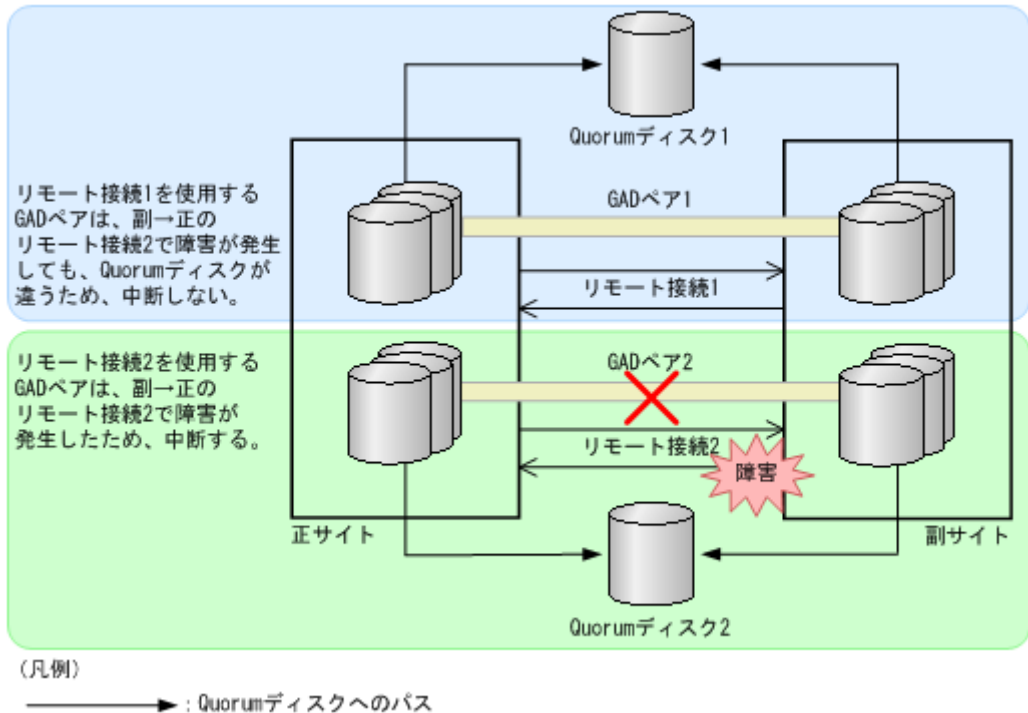 Quorumディスク1
リモート接続1を使用する
GADペアは、副→正の
リモート接続2で障害が発生
しても、Quorumディスクが
違うため、中断しない。
GADペア1
リモート接続1
リモート接続2を使用する
GADペアは、副→正の
リモート接続2で障害が
発生したため、中断する。
GADペア2
リモート接続2
障害
正サイト
副サイト
Quorumディスク2
(凡例)
: Quorumディスクへのパス